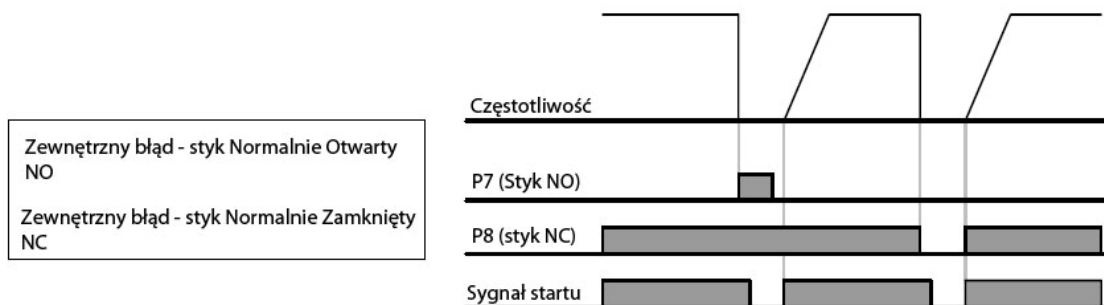 Zewnętrzny błąd - styk Normalnie Otwarty
NO
Zewnętrzny błąd - styk Normalnie Zamknięty
NC
Częstotliwość
P7 (Styk NO)
P8 (styk NC)
Sygnał startu